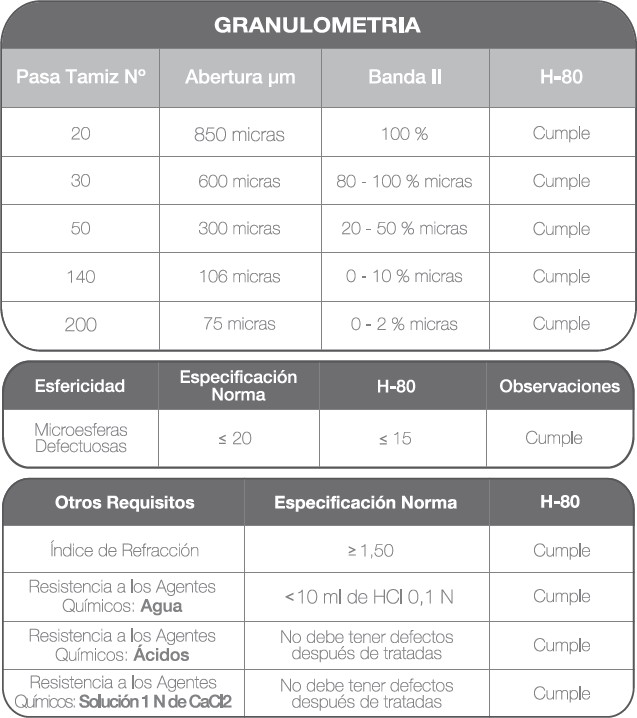 GRANULOMETRIA
Pasa Tamiz Nº Abertura µm Banda II H-80
20 850 micras 100 % Cumple
30 600 micras 80 - 100 % micras Cumple
50 300 micras 20 - 50 % micras Cumple
140 106 micras 0 - 10 % micras Cumple
200 75 micras 0 - 2 % micras Cumple
Esfericidad Especificación Norma H-80 Observaciones
Microesferas Defectuosas ≤ 20 ≤ 15 Cumple
Otros Requisitos Especificación Norma H-80
Índice de Refracción ≥ 1,50 Cumple
Resistencia a los Agentes
Químicos: Agua <10 ml de HCl 0,1 N Cumple
Resistencia a los Agentes
Químicos: Ácidos No debe tener defectos
después de tratadas Cumple
Resistencia a los Agentes
Químicos: Solución 1 N de CaCl2 No debe tener defectos
después de tratadas Cumple